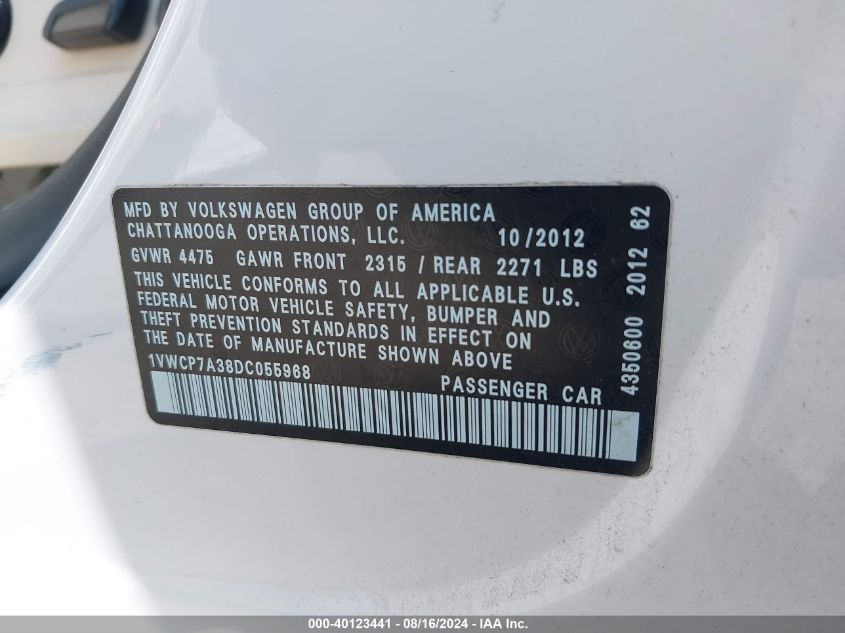 MFD BY VOLKSWAGEN GROUP OF AMERICA
CHATTANOOGA OPERATIONS, LLC. 10/2012
GVWR 4475 GAWR FRONT 2315 / REAR 2271 LBS
THIS VEHICLE CONFORMS TO ALL APPLICABLE U.S.
FEDERAL MOTOR VEHICLE SAFETY, BUMPER AND
THEFT PREVENTION STANDARDS IN EFFECT ON
THE DATE OF MANUFACTURE SHOWN ABOVE
1VWCP7A38DC055968 PASSENGER CAR
4350600 2012 62
000-40123441 - 08/16/2024 - IAA Inc.